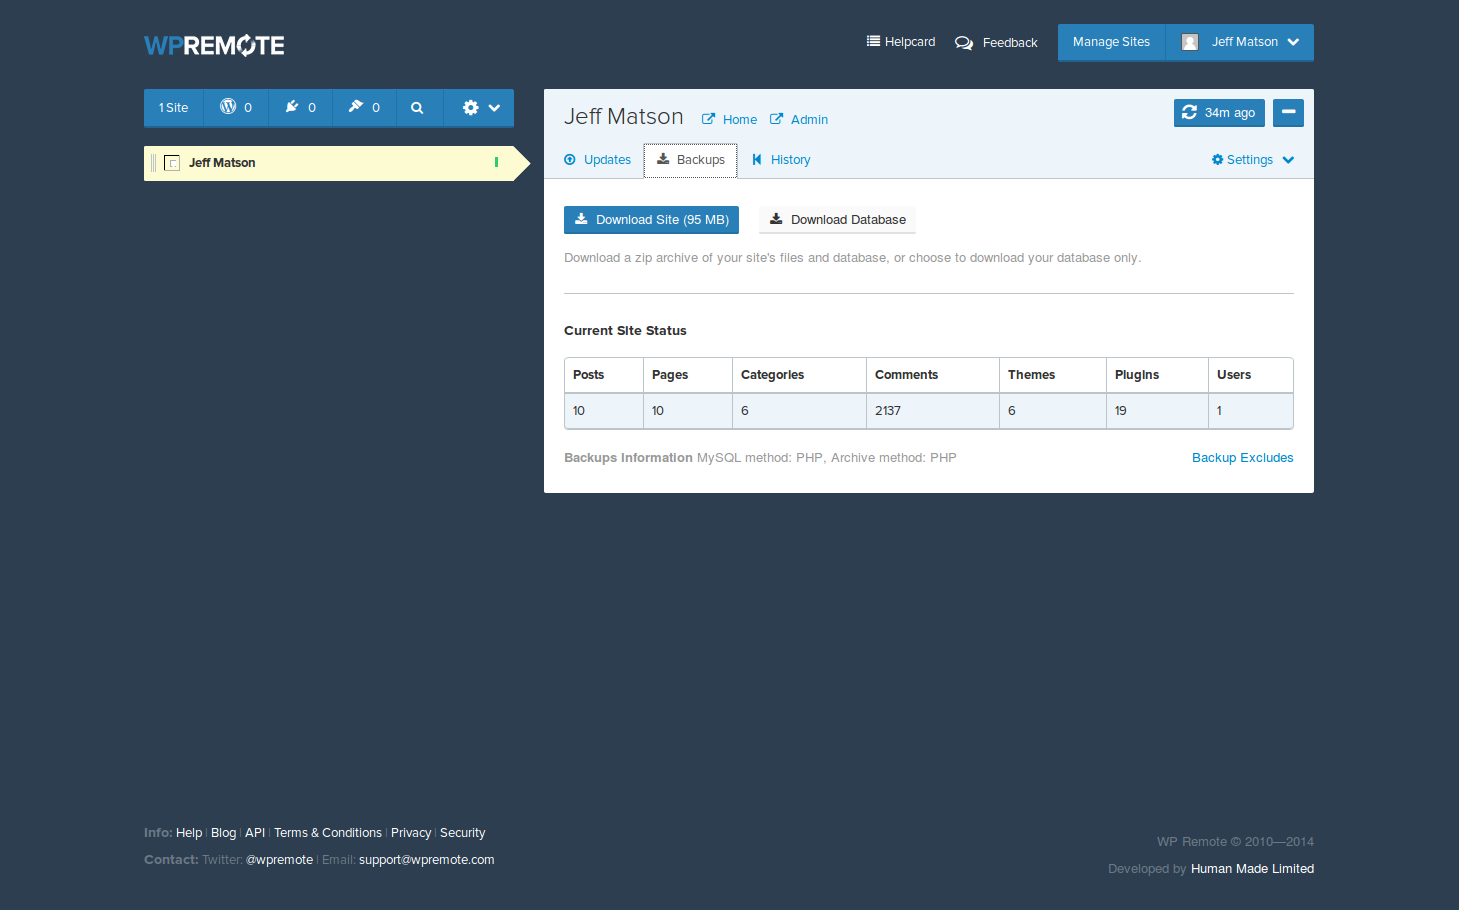 WPREMOTE
Helpcard Feedback Manage Sites Jeff Matson
1 Site 0 0 0
Jeff Matson
Jeff Matson Home Admin 34m ago
Updates Backups History Settings
Download Site (95 MB) Download Database
Download a zip archive of your site's files and database, or choose to download your database only.
Current Site Status
Posts Pages Categories Comments Themes Plugins Users
10 10 6 2137 6 19 1
Backups Information MySQL method: PHP, Archive method: PHP Backup Excludes
Info: Help | Blog | API | Terms & Conditions | Privacy | Security
Contact: Twitter: @wpremote | Email: support@wpremote.com
WP Remote © 2010—2014
Developed by Human Made Limited